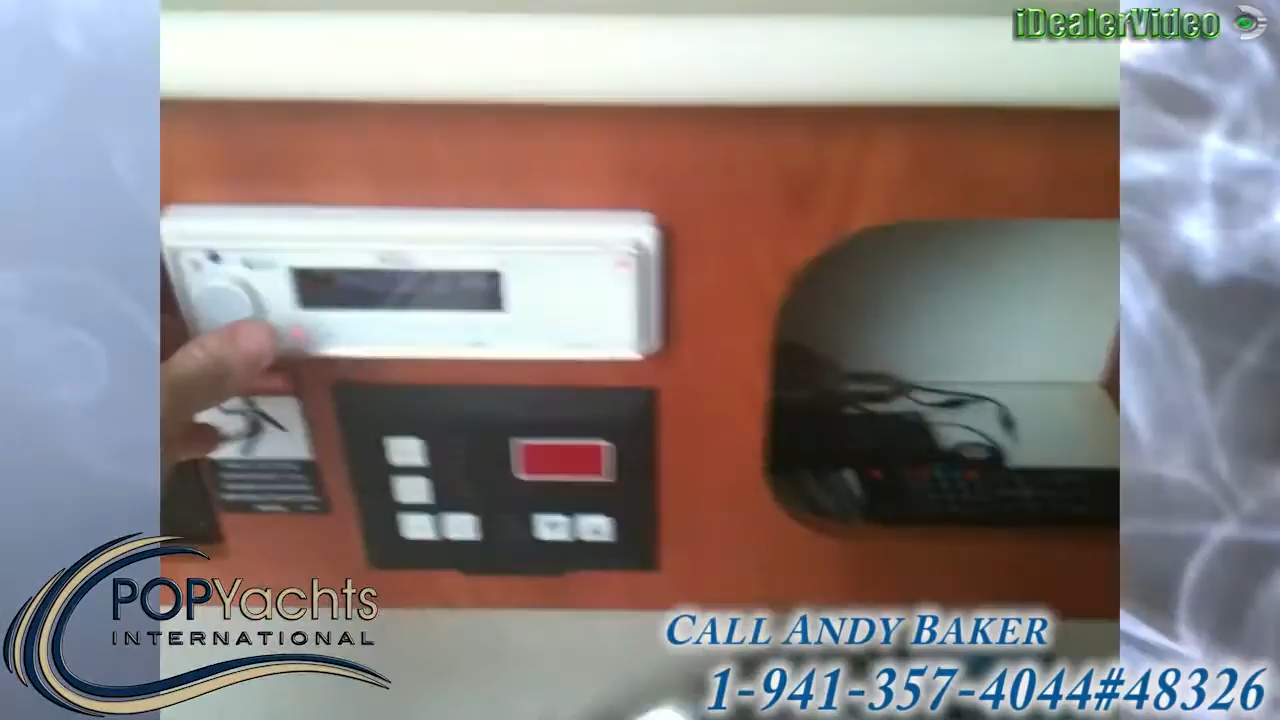 iDealerVideo
POPYachts
INTERNATIONAL
CALL ANDY BAKER
1-941-357-4044#48326